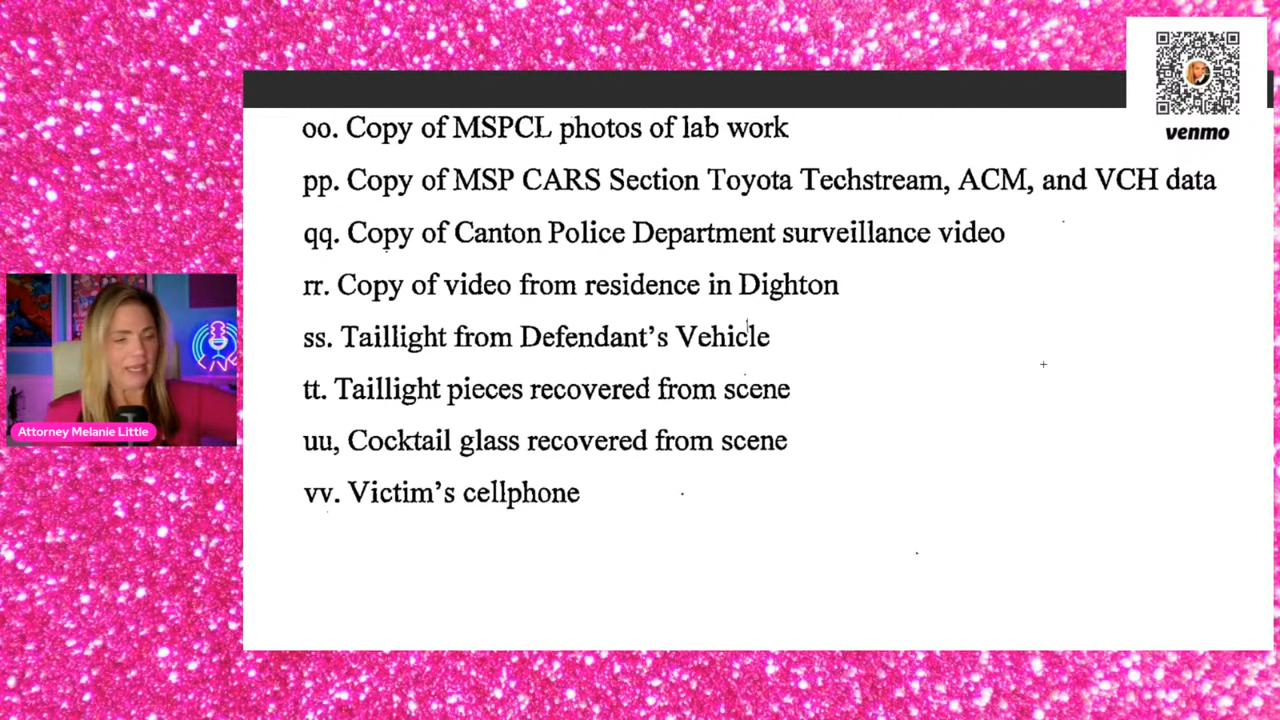 venmo
oo. Copy of MSPCL photos of lab work
pp. Copy of MSP CARS Section Toyota Techstream, ACM, and VCH data
qq. Copy of Canton Police Department surveillance video
rr. Copy of video from residence in Dighton
ss. Taillight from Defendant's Vehicle
tt. Taillight pieces recovered from scene
uu, Cocktail glass recovered from scene
vv. Victim's cellphone
Attorney Melanie Little